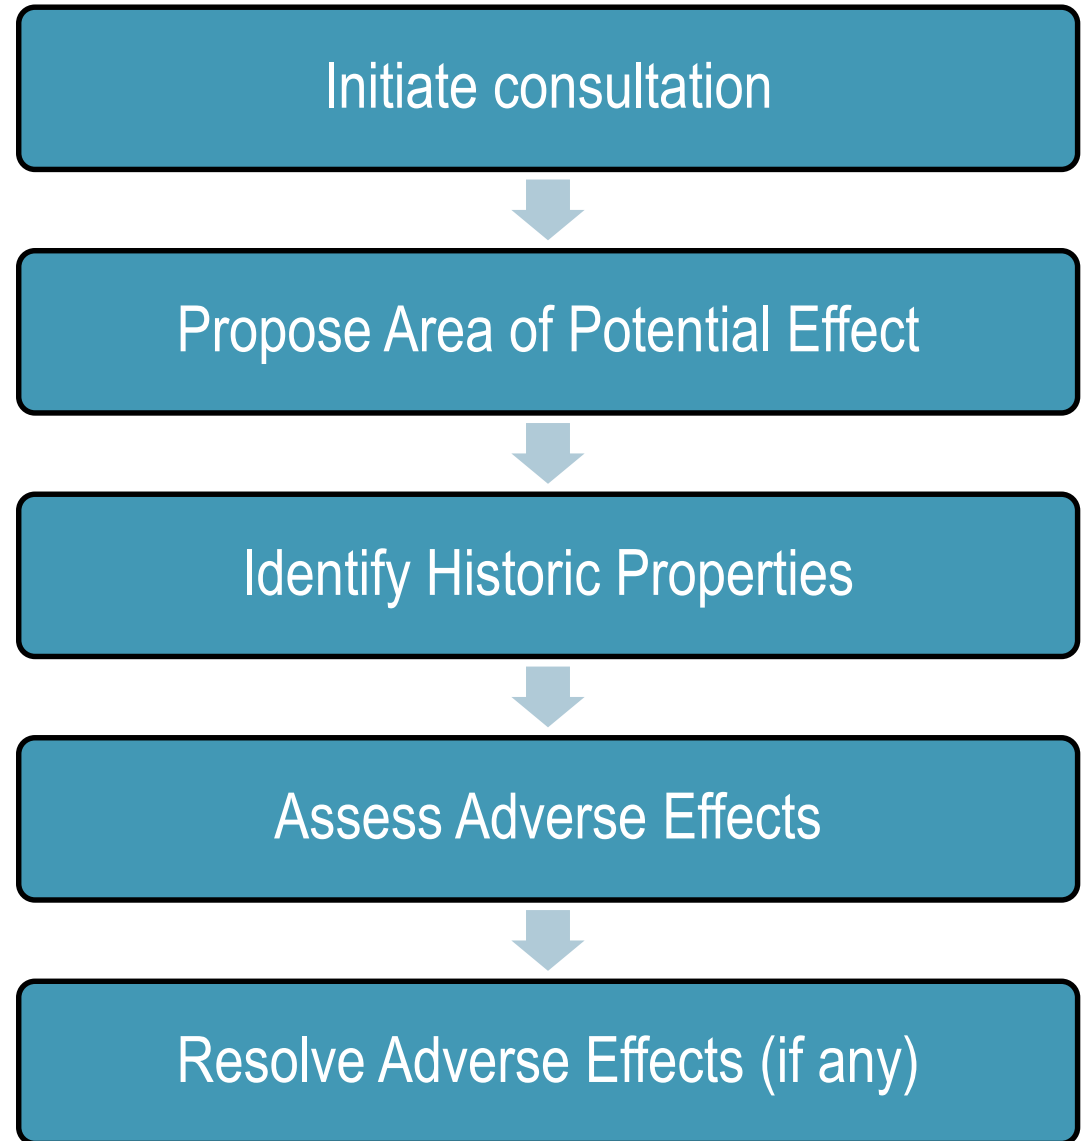 Initiate consultation
Propose Area of Potential Effect
Identify Historic Properties
Assess Adverse Effects
Resolve Adverse Effects (if any)